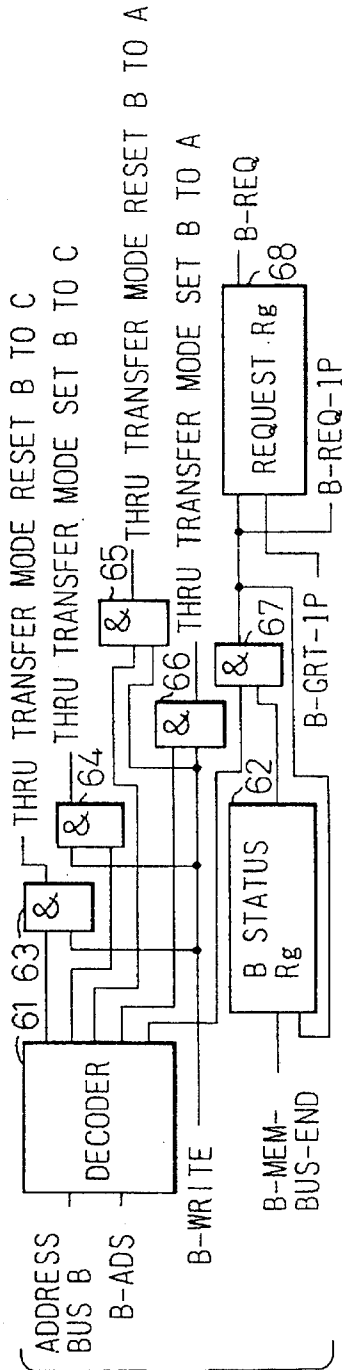 61
63
THRU TRANSFER MODE RESET B TO C
64
THRU TRANSFER MODE SET B TO C
65
THRU TRANSFER MODE RESET B TO A
66
THRU TRANSFER MODE SET B TO A
ADDRESS
BUS B
B-ADS
DECODER
&
&
&
&
B-WRITE
62
B-MEM-
BUS-END
B STATUS
Rg
67
&
B-GRT-1P
B-REQ-1P
REQUEST Rg
68
B-REQ